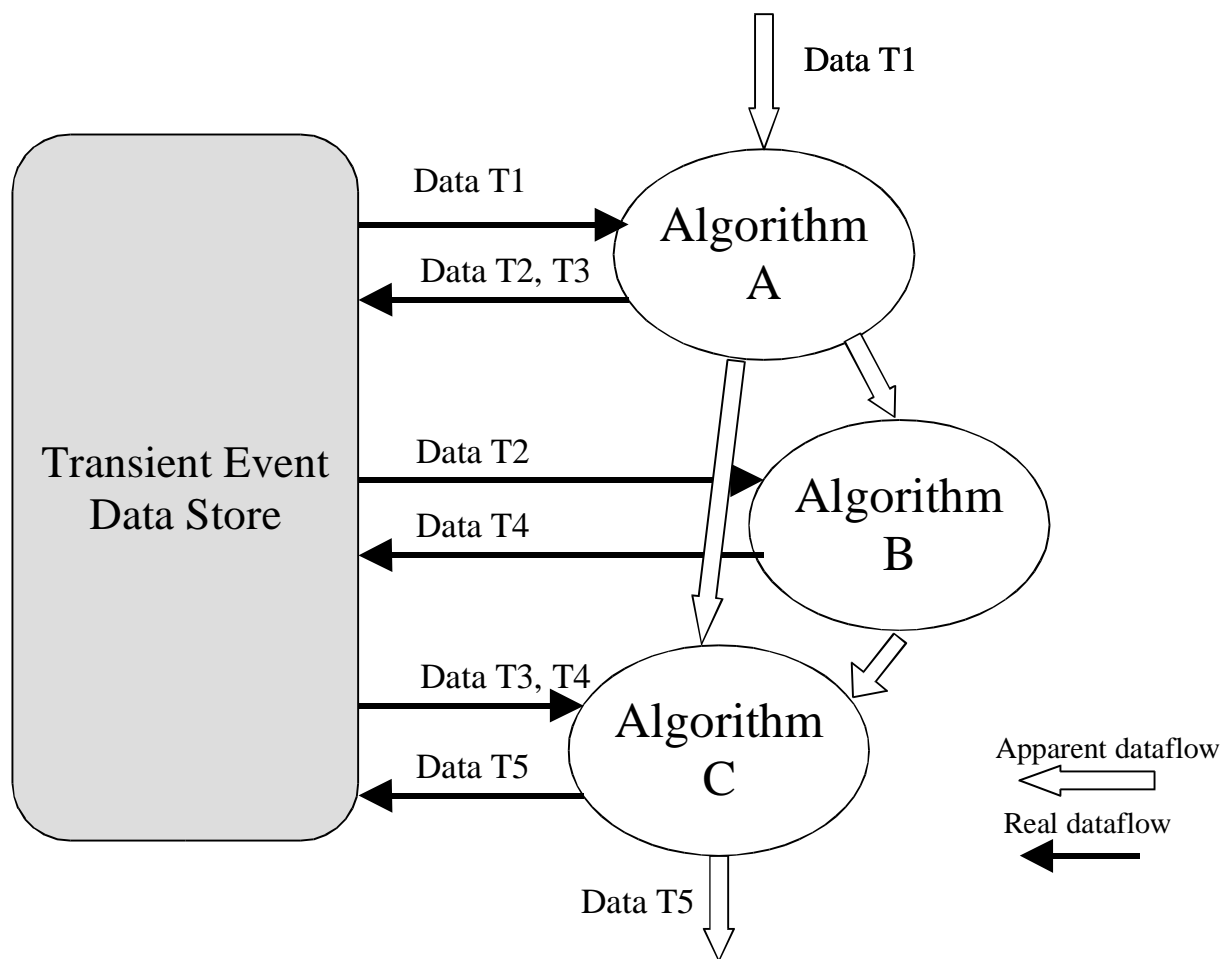 Data T1
Data T1
Algorithm
A
Data T2, T3
Data T2
Transient Event
Data Store
Algorithm
B
Data T4
Data T3, T4
Algorithm
C
Data T5
Apparent dataflow
Real dataflow
Data T5